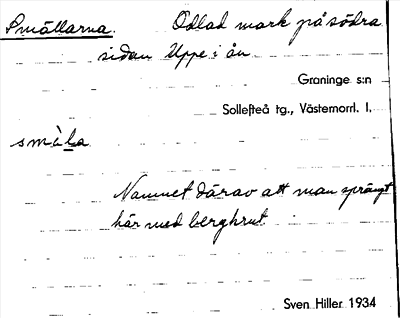 Smällarna. Odlad mark på södra
sidan Uppe i ån
Graninge s:n
Sollefteå tg., Västernorrl. l.
smạ̀la
Namnet därav att man sprängt
här med bergkrut
Sven Hiller 1934